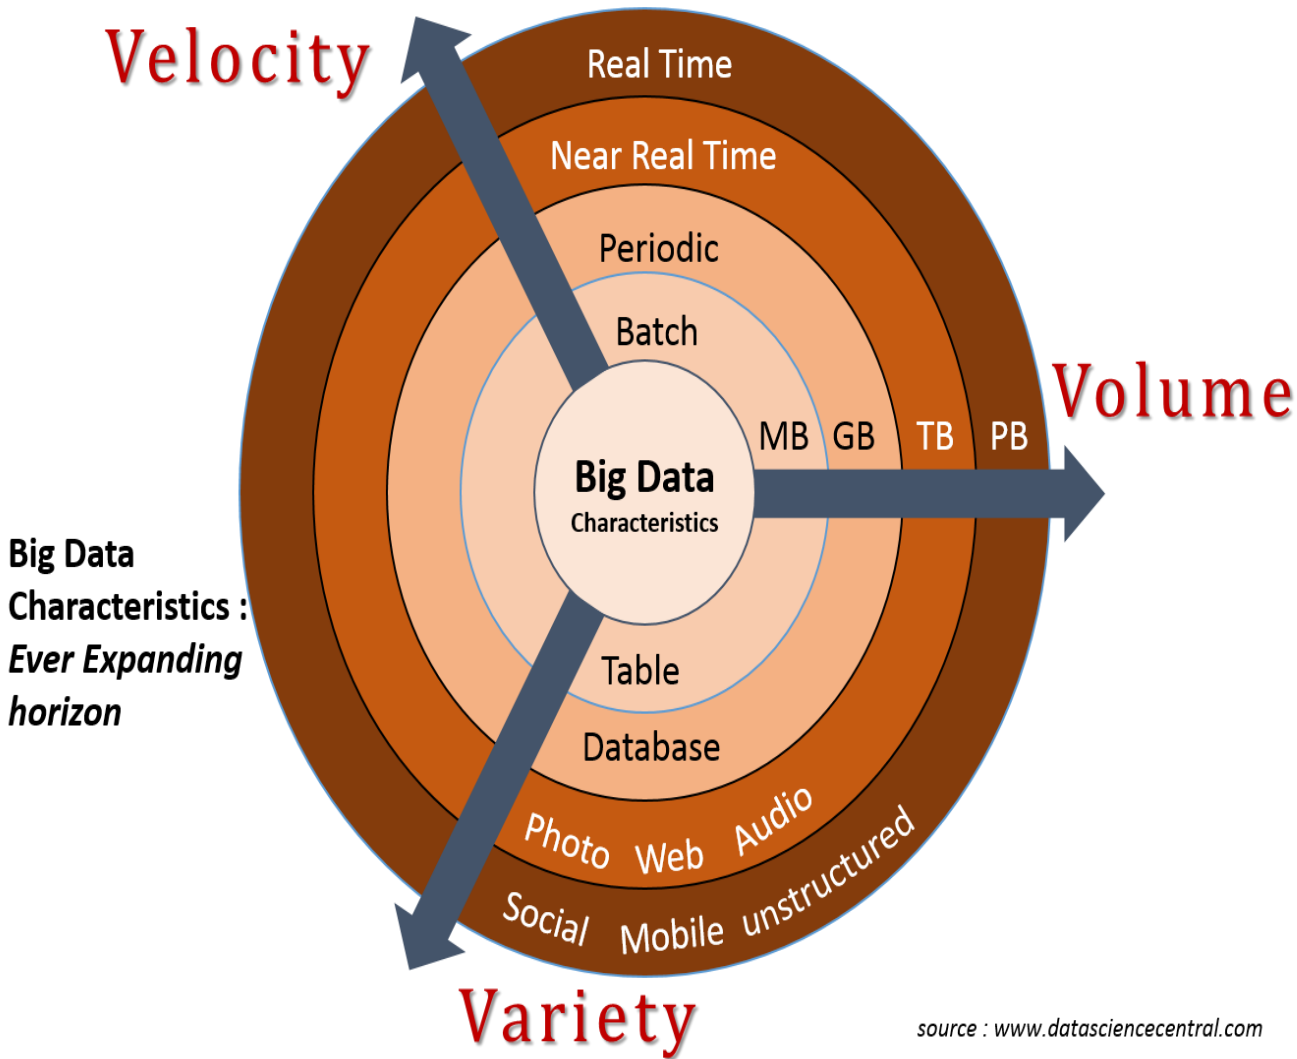 Velocity
Real Time
Near Real Time
Periodic
Batch
Volume
MB GB TB PB
Big Data
Characteristics
Big Data
Characteristics :
Ever Expanding
horizon
Table
Database
Photo Web Audio
Social Mobile unstructured
Variety
source : www.datasciencecentral.com